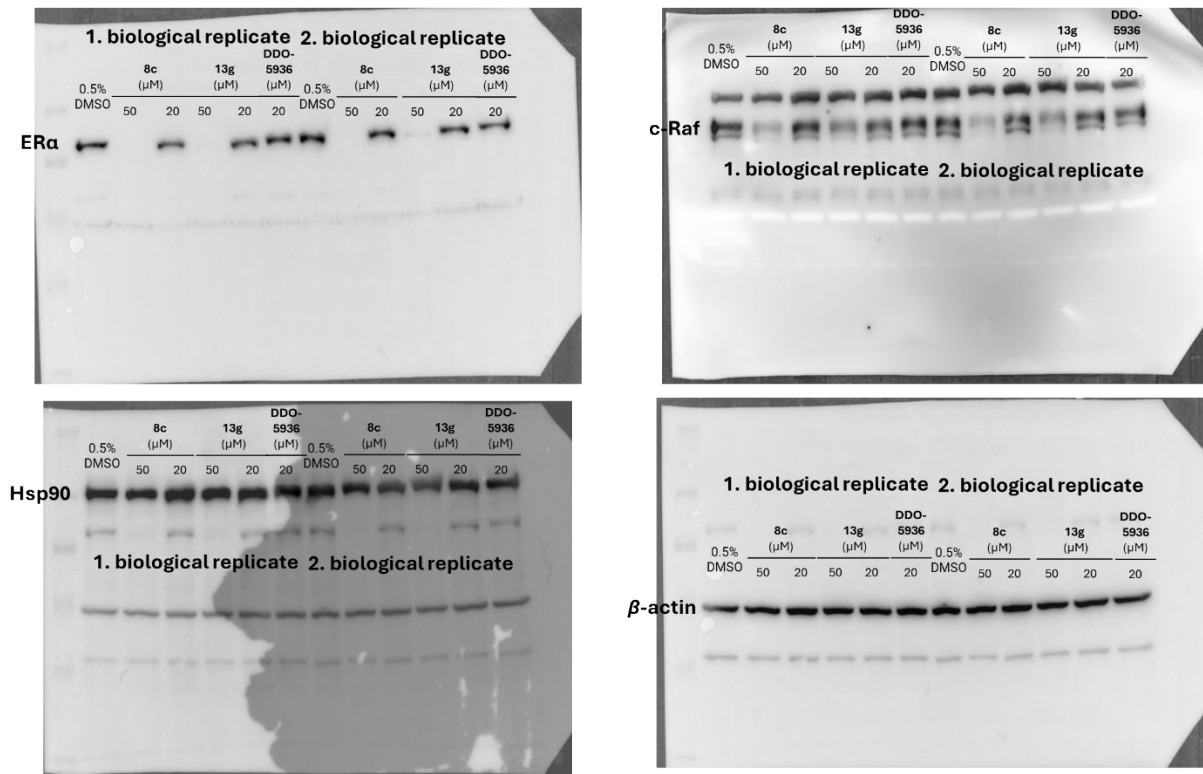 1. biological replicate 2. biological replicate
0.5%
DMSO
8c
(µM)
13g
(µM)
DDO-
5936
(µM)
0.5%
DMSO
8c
(µM)
13g
(µM)
DDO-
5936
(µM)
50 20 50 20 20 50 20 50 20 20
ERα
0.5%
DMSO
8c
(µM)
13g
(µM)
DDO-
5936
(µM)
0.5%
DMSO
8c
(µM)
13g
(µM)
DDO-
5936
(µM)
50 20 50 20 20 50 20 50 20 20
c-Raf
1. biological replicate 2. biological replicate
0.5%
DMSO
8c
(µM)
13g
(µM)
DDO-
5936
(µM)
0.5%
DMSO
8c
(µM)
13g
(µM)
DDO-
5936
(µM)
50 20 50 20 20 50 20 50 20 20
Hsp90
1. biological replicate 2. biological replicate
1. biological replicate 2. biological replicate
0.5%
DMSO
8c
(µM)
13g
(µM)
DDO-
5936
(µM)
0.5%
DMSO
8c
(µM)
13g
(µM)
DDO-
5936
(µM)
50 20 50 20 20 50 20 50 20 20
β-actin